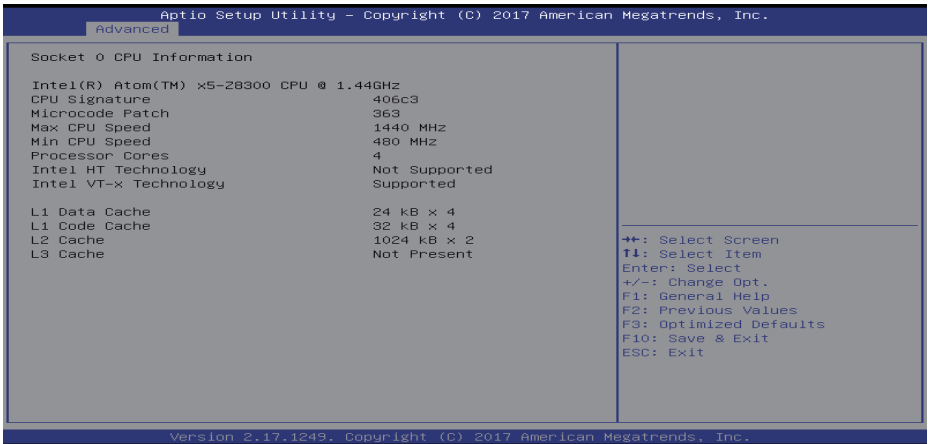 Aptio Setup Utility – Copyright (C) 2017 American Megatrends, Inc.
Advanced
Socket 0 CPU Information
Intel(R) Atom(TM) x5-Z8300 CPU @ 1.44GHz
CPU Signature 406c3
Microcode Patch 363
Max CPU Speed 1440 MHz
Min CPU Speed 480 MHz
Processor Cores 4
Intel HT Technology Not Supported
Intel VT-x Technology Supported
L1 Data Cache 24 kB x 4
L1 Code Cache 32 kB x 4
L2 Cache 1024 kB x 2
L3 Cache Not Present
→←: Select Screen
↑↓: Select Item
Enter: Select
+/-: Change Opt.
F1: General Help
F2: Previous Values
F3: Optimized Defaults
F10: Save & Exit
ESC: Exit
Version 2.17.1249. Copyright (C) 2017 American Megatrends, Inc.